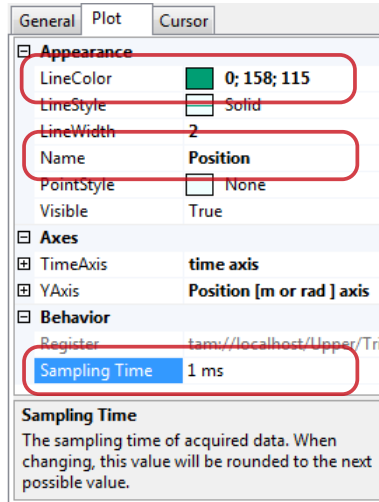 General Plot Cursor
Appearance
LineColor 0; 158; 115
LineStyle Solid
LineWidth 2
Name Position
PointStyle None
Visible True
Axes
TimeAxis time axis
YAxis Position [m or rad ] axis
Behavior
Register tam://localhost/Upper/Tri
Sampling Time 1 ms
Sampling Time
The sampling time of acquired data. When
changing, this value will be rounded to the next
possible value.